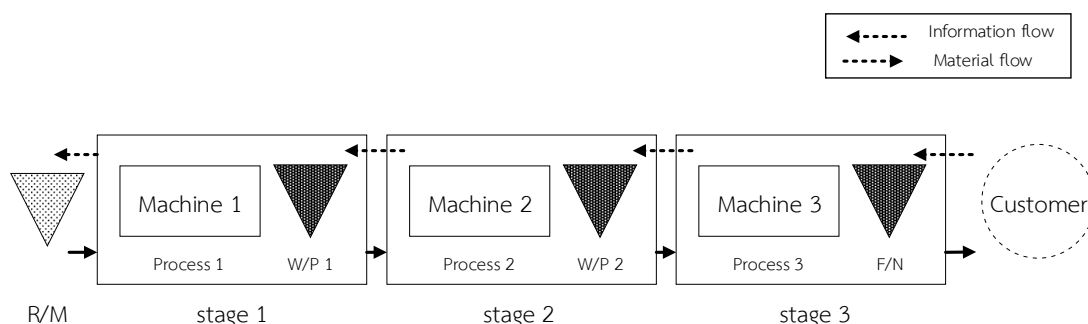 Information flow
Material flow
Machine 1
Machine 2
Machine 3
Customer
Process 1
W/P 1
Process 2
W/P 2
Process 3
F/N
R/M
stage 1
stage 2
stage 3